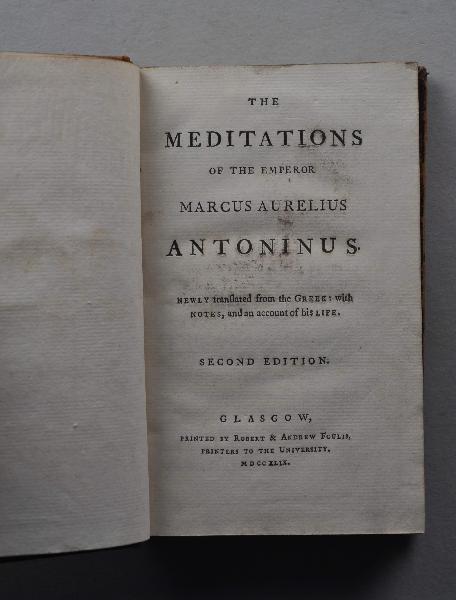 THE
MEDITATIONS
OF THE EMPEROR
MARCUS AURELIUS
ANTONINUS.
NEWLY translated from the GREEK: with
NOTES, and an account of his LIFE.
SECOND EDITION.
GLASGOW,
PRINTED BY ROBERT & ANDREW FOULIS,
PRINTERS TO THE UNIVERSITY.
MDCCXLIX.